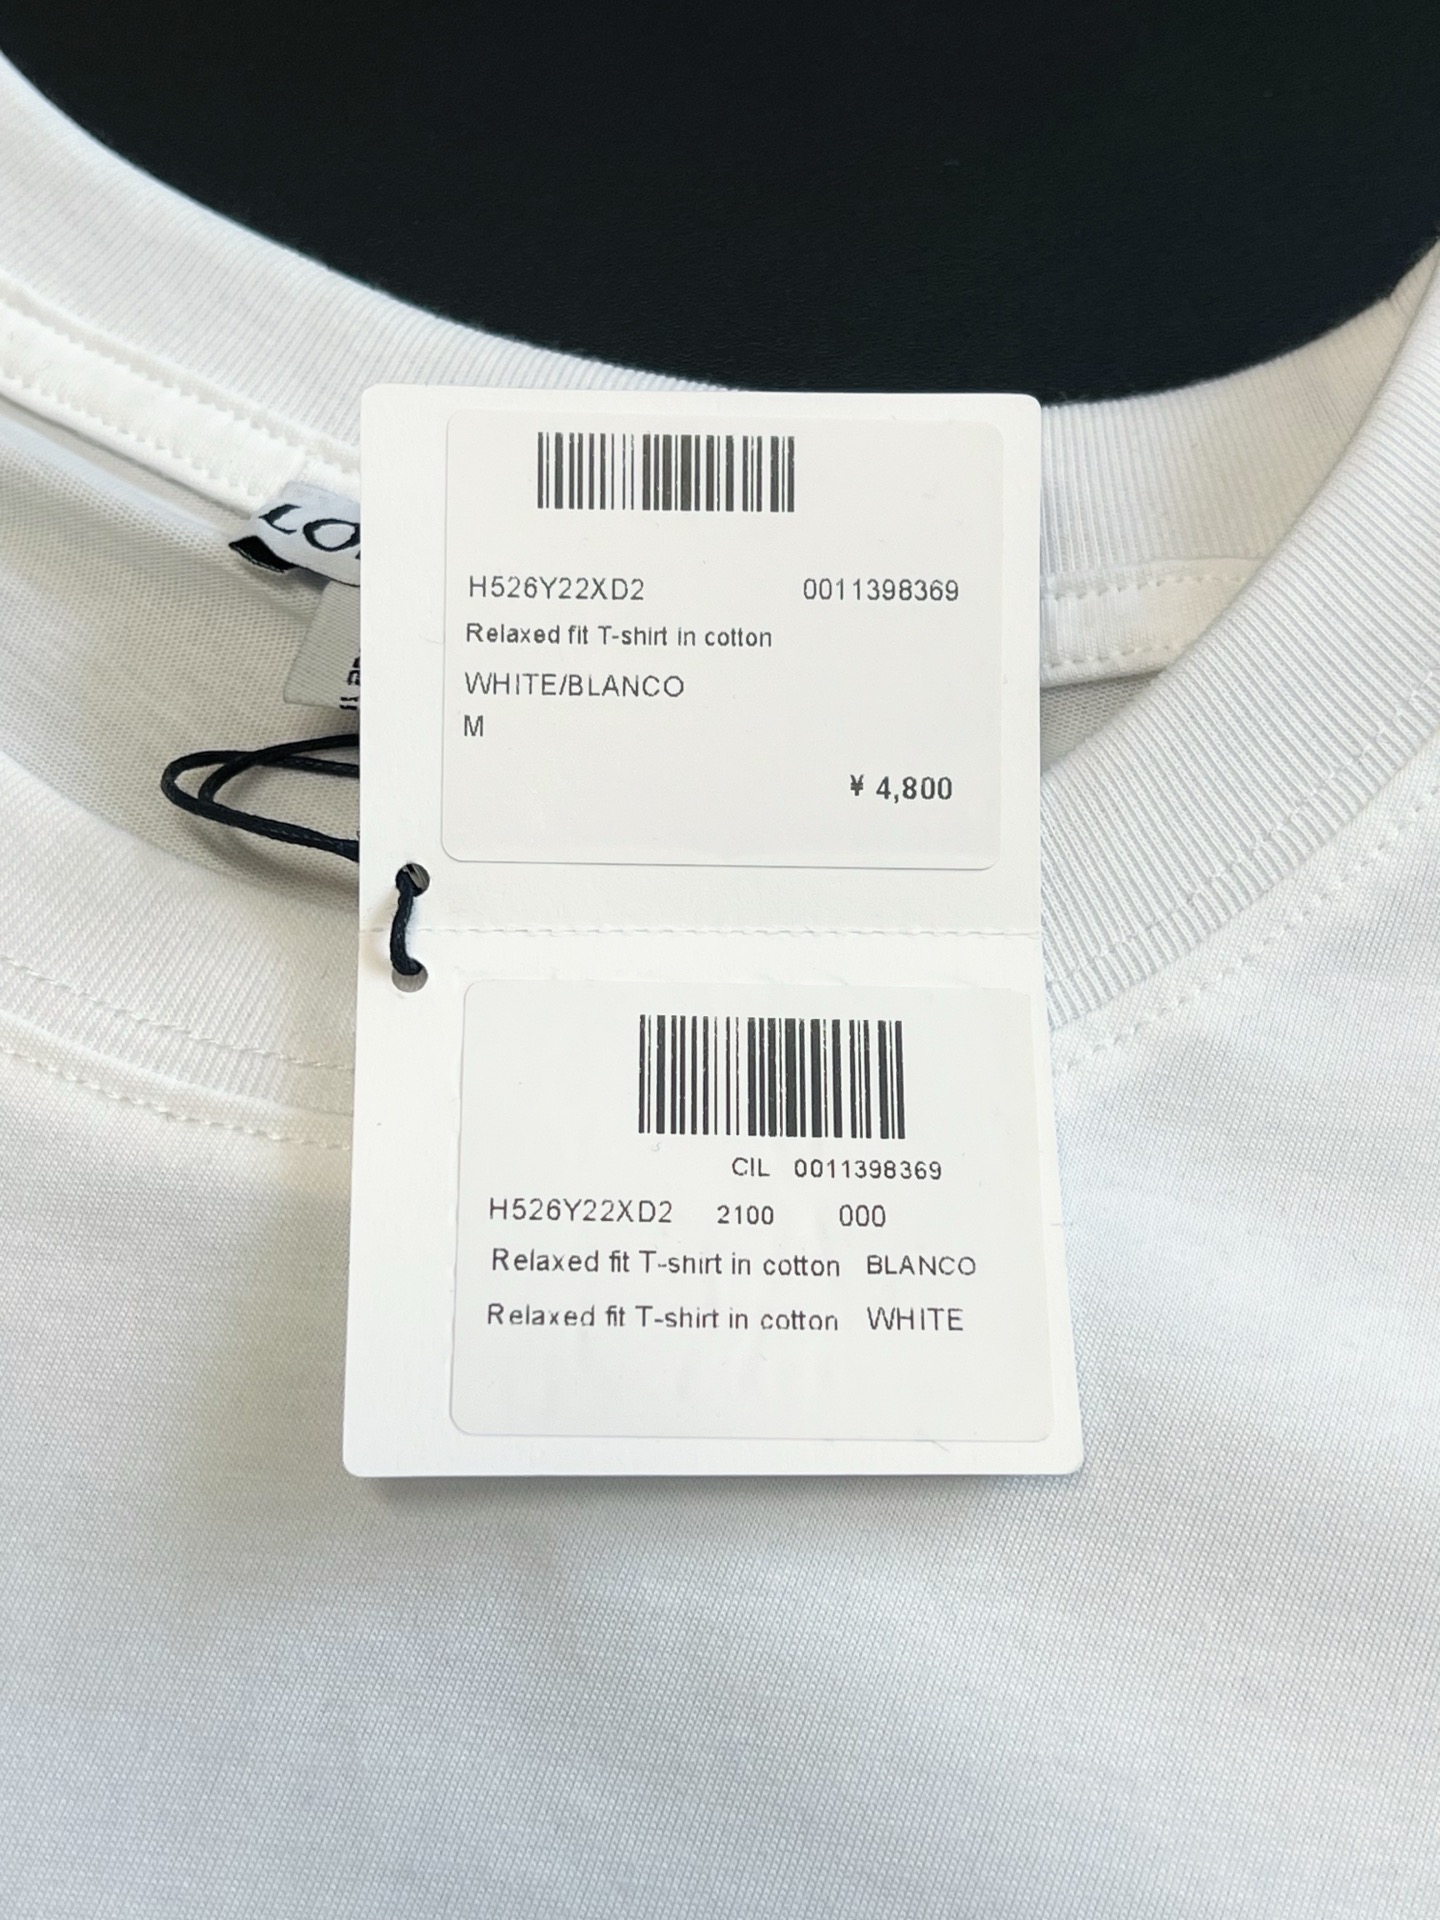 LO
H526Y22XD2 0011398369
Relaxed fit T-shirt in cotton
WHITE/BLANCO
M
¥ 4,800
CIL 0011398369
H526Y22XD2 2100 000
Relaxed fit T-shirt in cotton BLANCO
Relaxed fit T-shirt in cotton WHITE